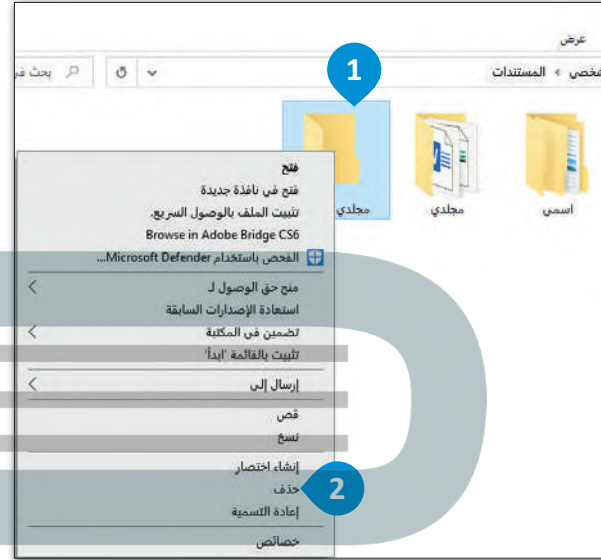 عرض
المستندات
بحث في
1
اسمي
مجلدي
مجلدي
فتح
فتح في نافذة جديدة
تثبيت الملف بالوصول السريع.
Browse in Adobe Bridge CS6
الفحص باستخدام Microsoft Defender...
منح حق الوصول لـ
استعادة الإصدارات السابقة
تضمين في المكتبة
تثبيت بالقائمة 'ابدأ'
إرسال إلى
قص
نسخ
إنشاء اختصار
حذف
2
إعادة التسمية
خصائص